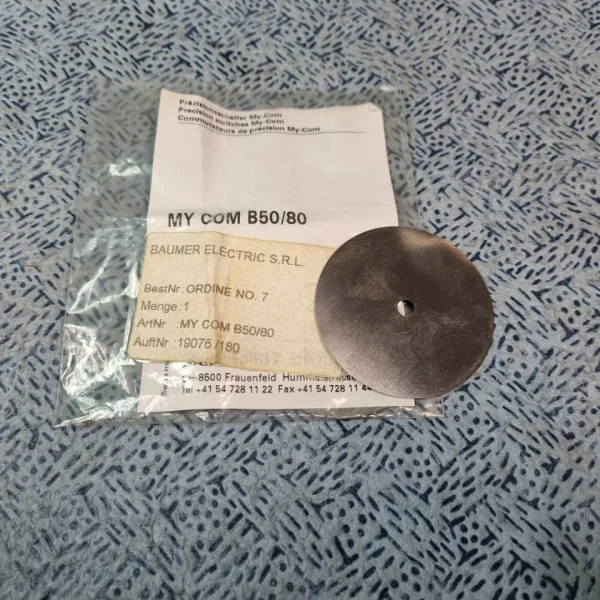 Präzisionsschalter My-Com
Precision switches My-Com
Commutateurs de précision My-Com
MY COM B50/80
BAUMER ELECTRIC S.R.L.
BestNr :ORDINE NO. 7
Menge :1
ArtNr :MY COM B50/80
AuftNr :19076 /180
CH-8500 Frauenfeld
Tel +41 54 728 11 22 Fax +41 54 728 11 44